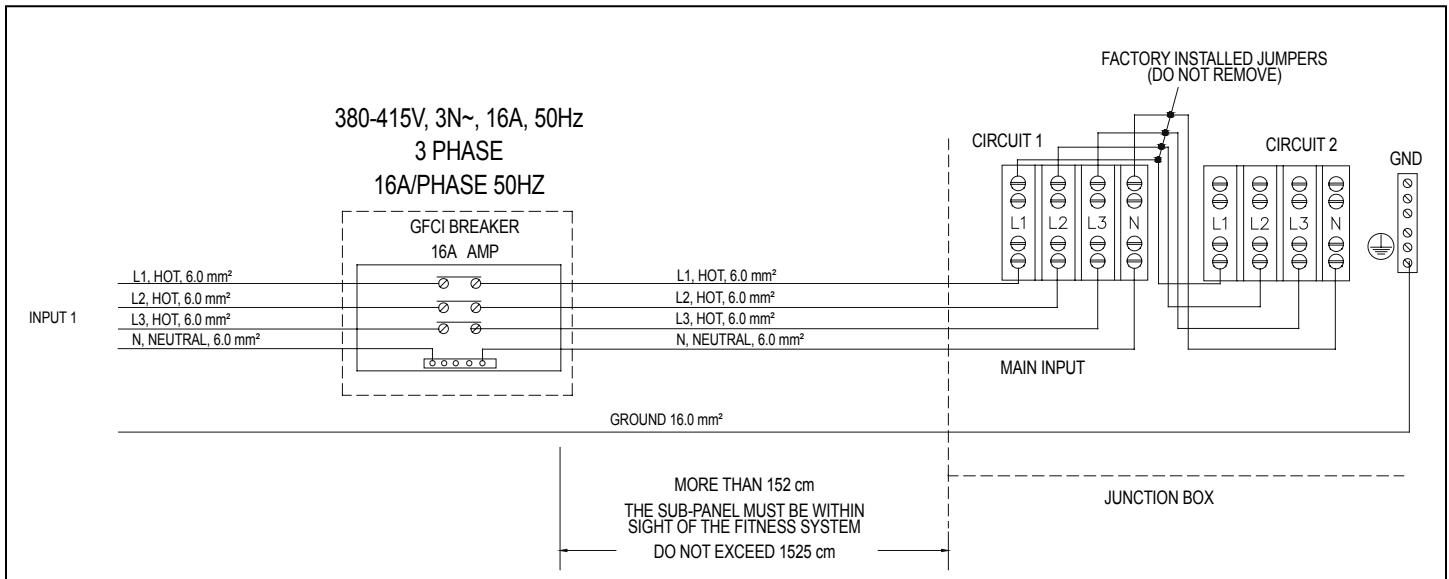 FACTORY INSTALLED JUMPERS
(DO NOT REMOVE)
380-415V, 3N~, 16A, 50Hz
3 PHASE
16A/PHASE 50HZ
CIRCUIT 1
CIRCUIT 2
GND
GFCI BREAKER
16A AMP
L1 L2 L3 N
L1 L2 L3 N
INPUT 1
L1, HOT, 6.0 mm²
L2, HOT, 6.0 mm²
L3, HOT, 6.0 mm²
N, NEUTRAL, 6.0 mm²
L1, HOT, 6.0 mm²
L2, HOT, 6.0 mm²
L3, HOT, 6.0 mm²
N, NEUTRAL, 6.0 mm²
MAIN INPUT
GROUND 16.0 mm²
MORE THAN 152 cm
THE SUB-PANEL MUST BE WITHIN
SIGHT OF THE FITNESS SYSTEM
DO NOT EXCEED 1525 cm
JUNCTION BOX